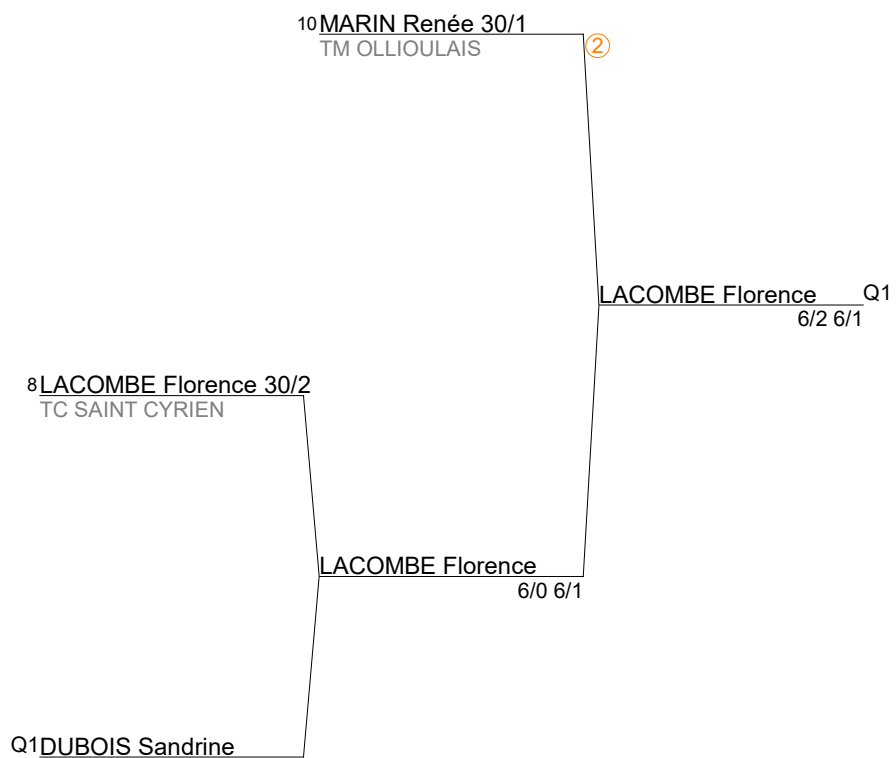 10 MARIN Renée 30/1
TM OLLIOULAIS
2
LACOMBE Florence Q1
6/2 6/1
8 LACOMBE Florence 30/2
TC SAINT CYRIEN
LACOMBE Florence
6/0 6/1
Q1 DUBOIS Sandrine